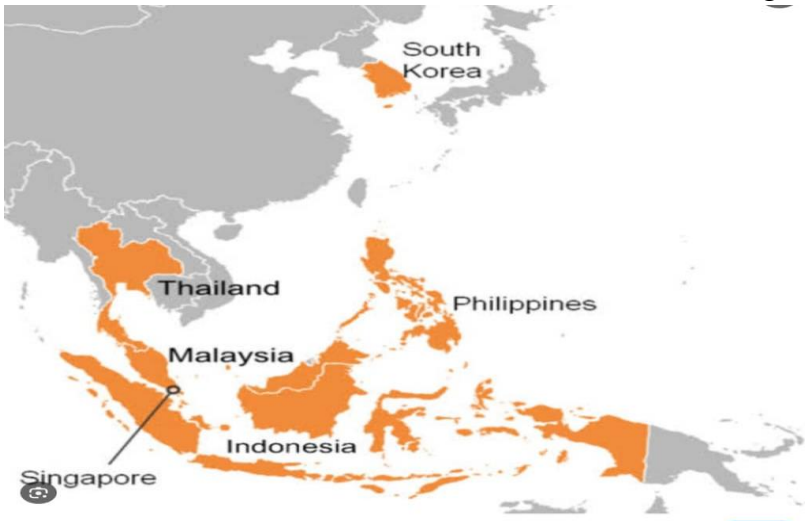 South
Korea
Thailand
Philippines
Malaysia
Indonesia
Singapore